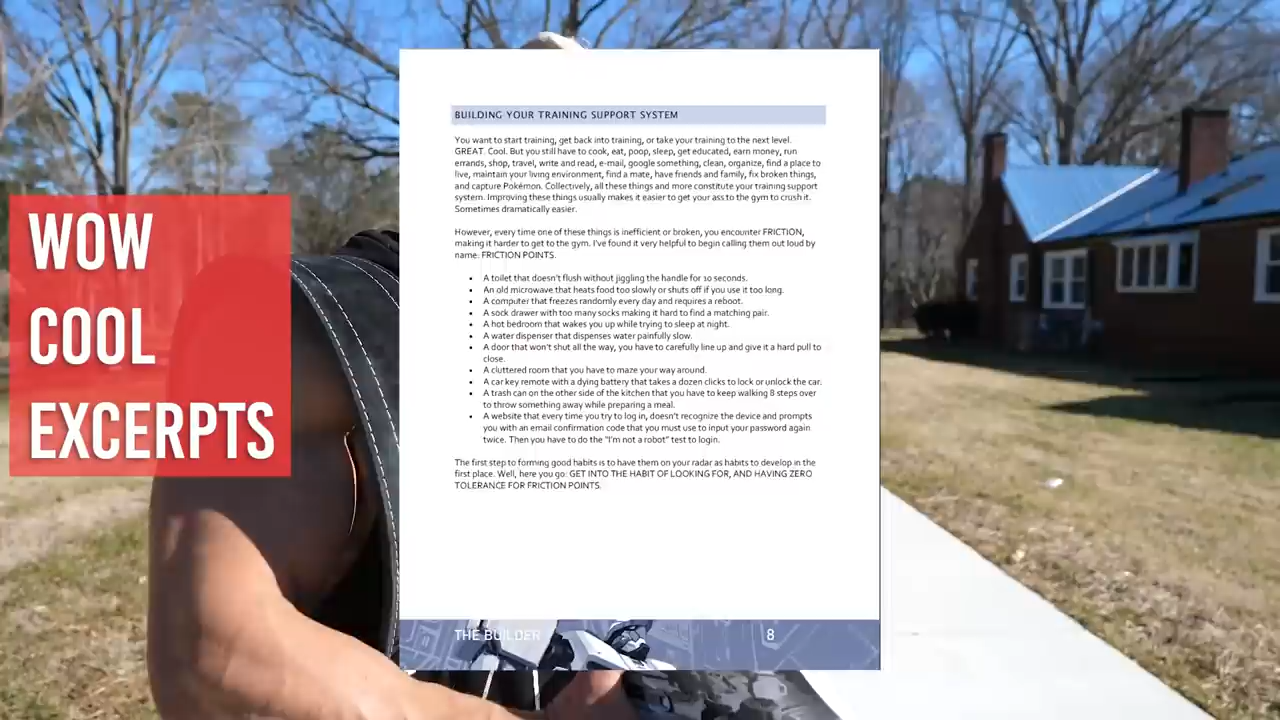 WOW
COOL
EXCERPTS
BUILDING YOUR TRAINING SUPPORT SYSTEM
You want to start training, get back into training, or take your training to the next level.
GREAT. Cool. But you still have to cook, eat, poop, sleep, get educated, earn money, run
errands, shop, travel, write and read, e-mail, google something, clean, organize, find a place to
live, maintain your living environment, find a mate, have friends and family, fix broken things,
and capture Pokémon. Collectively, all these things and more constitute your training support
system. Improving these things usually makes it easier to get your ass to the gym to crush it.
Sometimes dramatically easier.
However, every time one of these things is inefficient or broken, you encounter FRICTION,
making it harder to get to the gym. I've found it very helpful to begin calling them out loud by
name. FRICTION POINTS.
• A toilet that doesn't flush without jiggling the handle for 10 seconds.
• An old microwave that heats food too slowly or shuts off if you use it too long.
• A computer that freezes randomly every day and requires a reboot.
• A sock drawer with too many socks making it hard to find a matching pair.
• A hot bedroom that wakes you up while trying to sleep at night.
• A water dispenser that dispenses water painfully slow.
• A door that won't shut all the way, you have to carefully line up and give it a hard pull to
close.
• A cluttered room that you have to maze your way around.
• A car key remote with a dying battery that takes a dozen clicks to lock or unlock the car.
• A trash can on the other side of the kitchen that you have to keep walking 8 steps over
to throw something away while preparing a meal.
• A website that every time you try to log in, doesn't recognize the device and prompts
you with an email confirmation code that you must use to input your password again
twice. Then you have to do the "I'm not a robot" test to login.
The first step to forming good habits is to have them on your radar as habits to develop in the
first place. Well, here you go: GET INTO THE HABIT OF LOOKING FOR, AND HAVING ZERO
TOLERANCE FOR FRICTION POINTS.
THE BUILDER 8